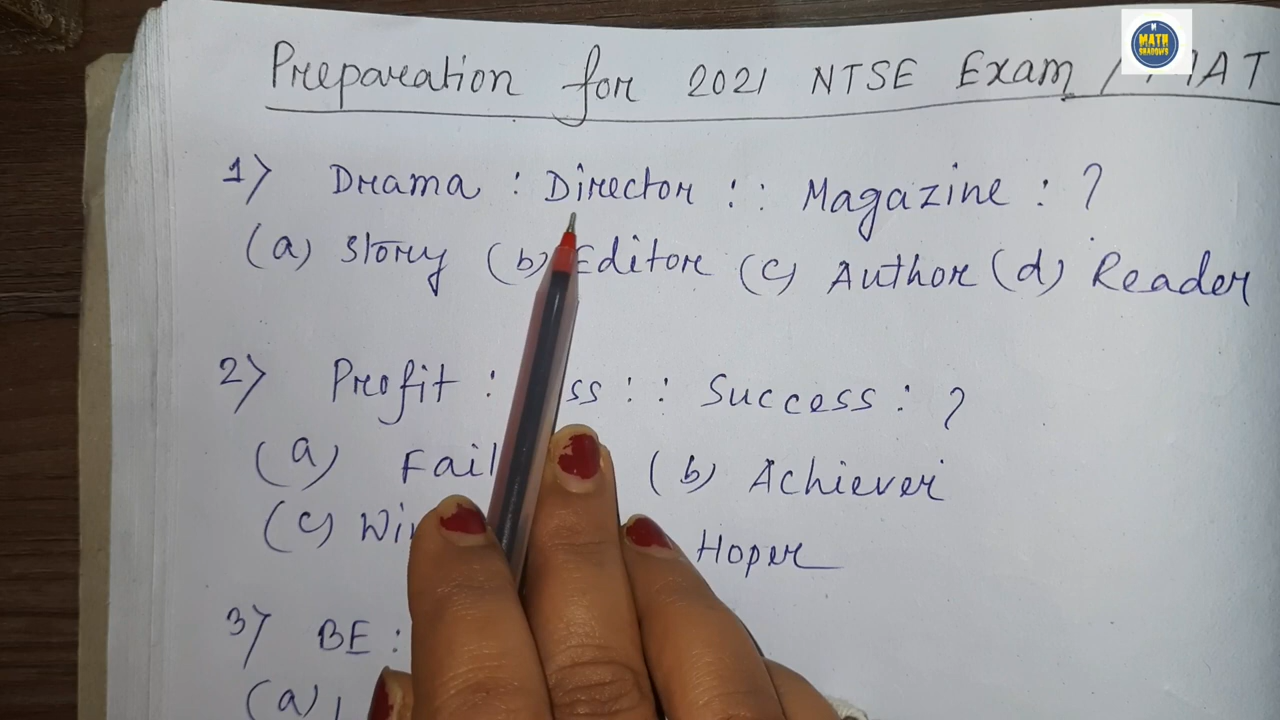 MATH
SHADOWS
Preparation for 2021 NTSE Exam / MAT
1) Drama : Director :: Magazine : ?
(a) Story (b) Editor (c) Author (d) Reader
2) Profit : :: Success : ?
(a) (b) Achiever
(c) Hoper
3) BE :
(a)